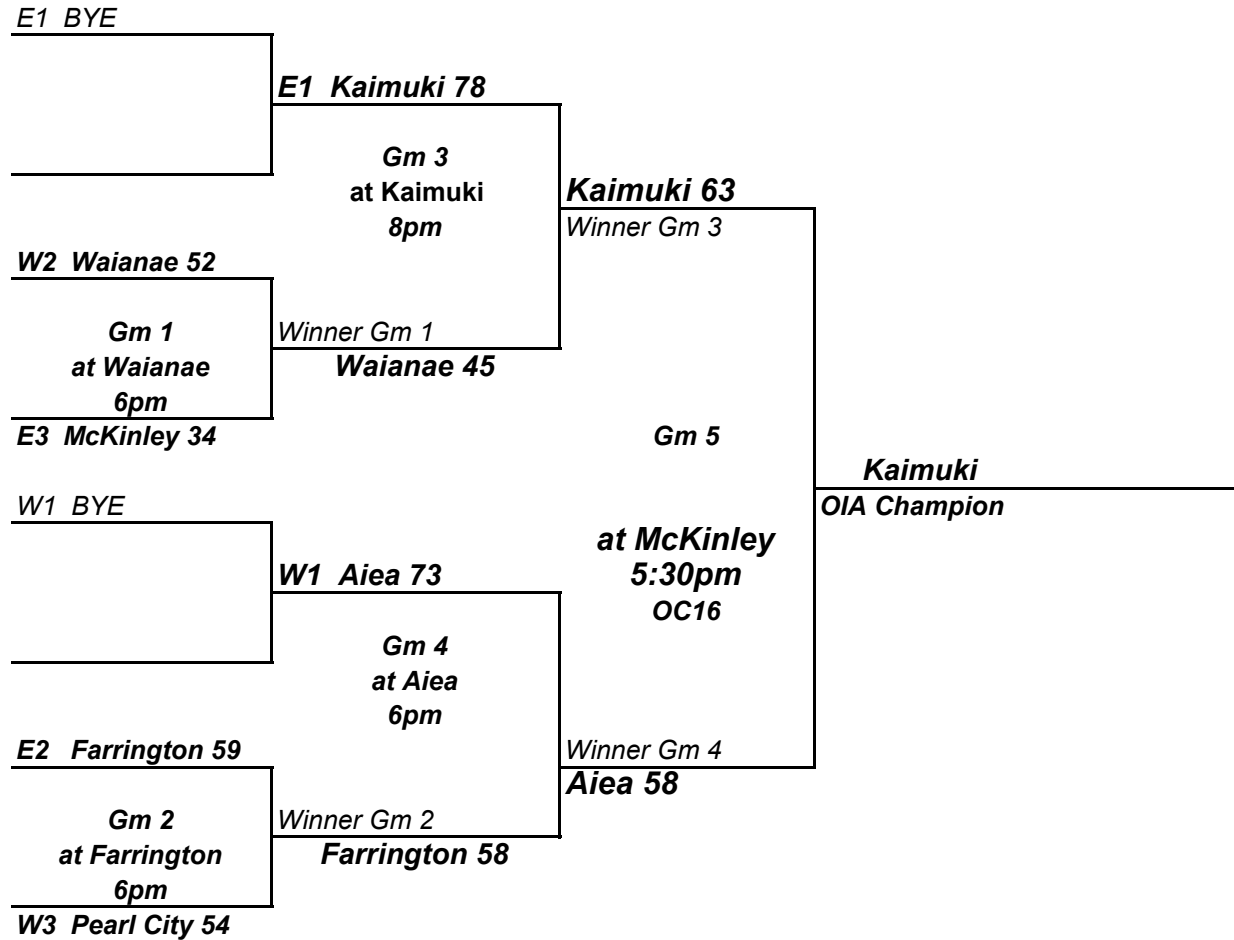 E1 BYE
E1 Kaimuki 78
Gm 3
at Kaimuki
8pm
Kaimuki 63
Winner Gm 3
W2 Waianae 52
Gm 1
at Waianae
6pm
Winner Gm 1
Waianae 45
E3 McKinley 34
Gm 5
Kaimuki
OIA Champion
W1 BYE
at McKinley
5:30pm
OC16
W1 Aiea 73
Gm 4
at Aiea
6pm
E2 Farrington 59
Winner Gm 4
Aiea 58
Gm 2
at Farrington
6pm
Winner Gm 2
Farrington 58
W3 Pearl City 54